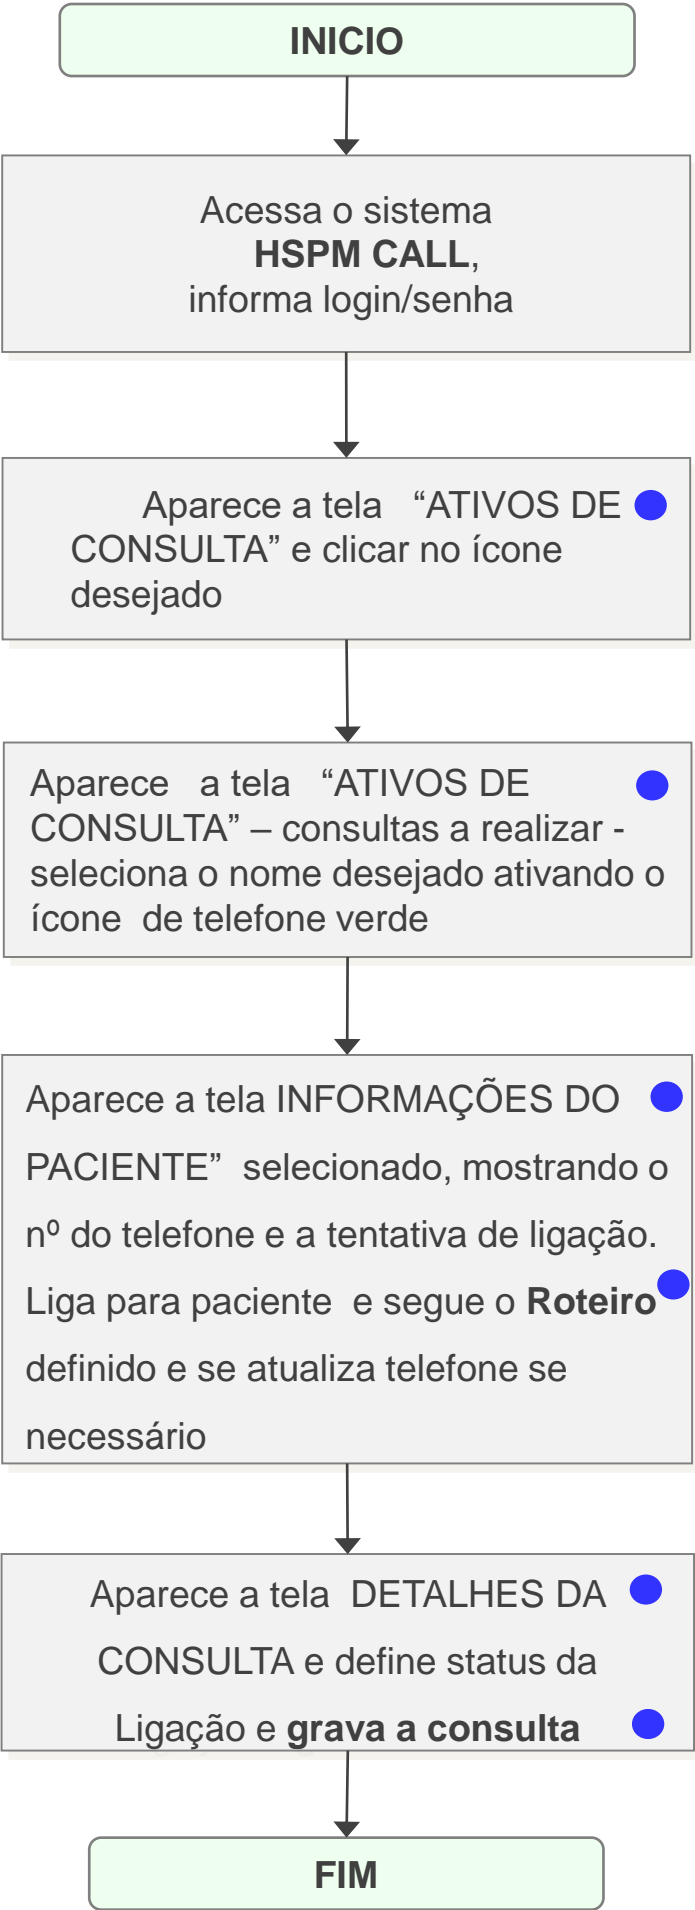 INICIO
Acessa o sistema
HSPM CALL,
informa login/senha
Aparece a tela “ATIVOS DE
CONSULTA” e clicar no ícone
desejado
Aparece a tela “ATIVOS DE
CONSULTA” – consultas a realizar -
seleciona o nome desejado ativando o
ícone de telefone verde
Aparece a tela INFORMAÇÕES DO
PACIENTE” selecionado, mostrando o
nº do telefone e a tentativa de ligação.
Liga para paciente e segue o Roteiro
definido e se atualiza telefone se
necessário
Aparece a tela DETALHES DA
CONSULTA e define status da
Ligação e grava a consulta
FIM